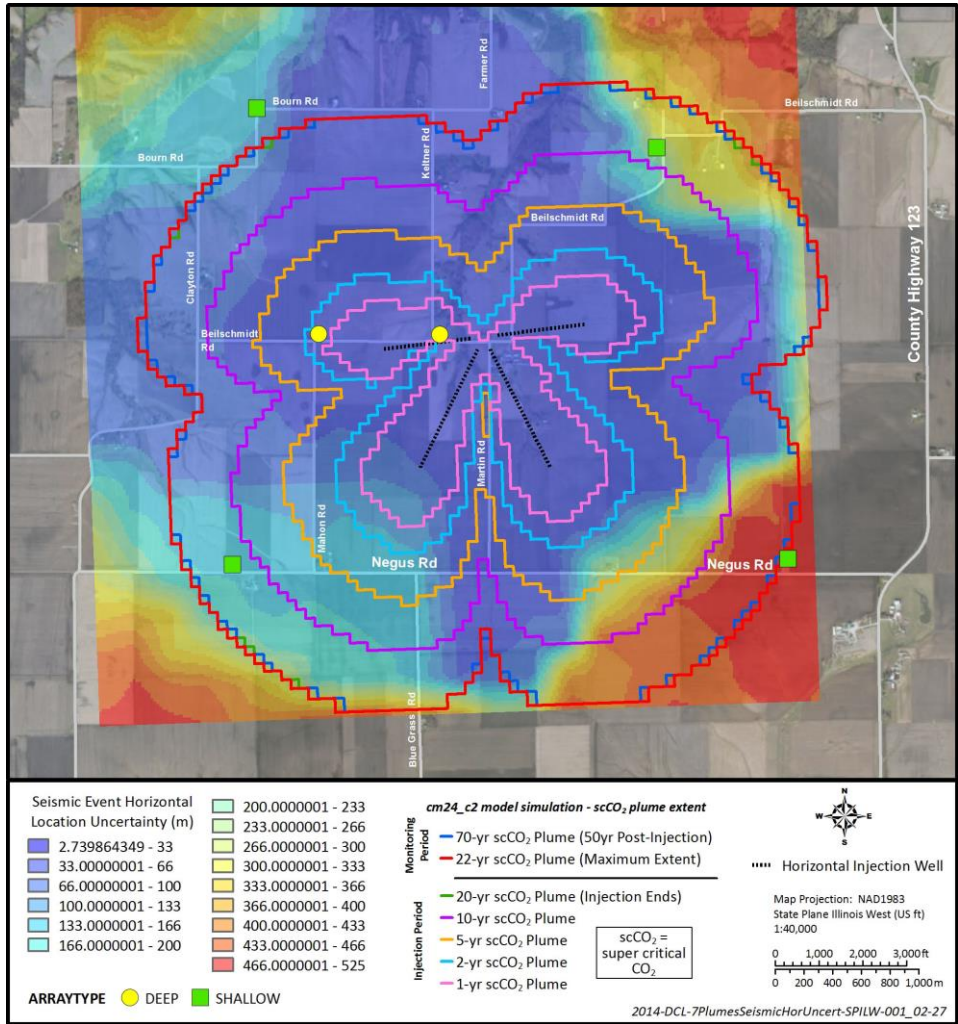 Farmer Rd
Bourn Rd
Beilschmidt Rd
Keltner Rd
Bourn Rd
Beilschmidt Rd
Clayton Rd
County Highway 123
Beilschmidt
Rd
Martin Rd
Mahon Rd
Negus Rd
Negus Rd
Blue Grass Rd
Seismic Event Horizontal
Location Uncertainty (m)
2.739864349 - 33
33.00000001 - 66
66.00000001 - 100
100.0000001 - 133
133.0000001 - 166
166.0000001 - 200
200.0000001 - 233
233.0000001 - 266
266.0000001 - 300
300.0000001 - 333
333.0000001 - 366
366.0000001 - 400
400.0000001 - 433
433.0000001 - 466
466.0000001 - 525
ARRAYTYPE DEEP SHALLOW
cm24_c2 model simulation - scCO₂ plume extent
Monitoring
Period
70-yr scCO₂ Plume (50yr Post-Injection)
22-yr scCO₂ Plume (Maximum Extent)
Injection Period
20-yr scCO₂ Plume (Injection Ends)
10-yr scCO₂ Plume
5-yr scCO₂ Plume
2-yr scCO₂ Plume
1-yr scCO₂ Plume
scCO₂ =
super critical
CO₂
N
W E
S
Horizontal Injection Well
Map Projection: NAD1983
State Plane Illinois West (US ft)
1:40,000
0 1,000 2,000 3,000ft
0 200 400 600 800 1,000m
2014-DCL-7PlumesSeismicHorUncert-SPILW-001_02-27